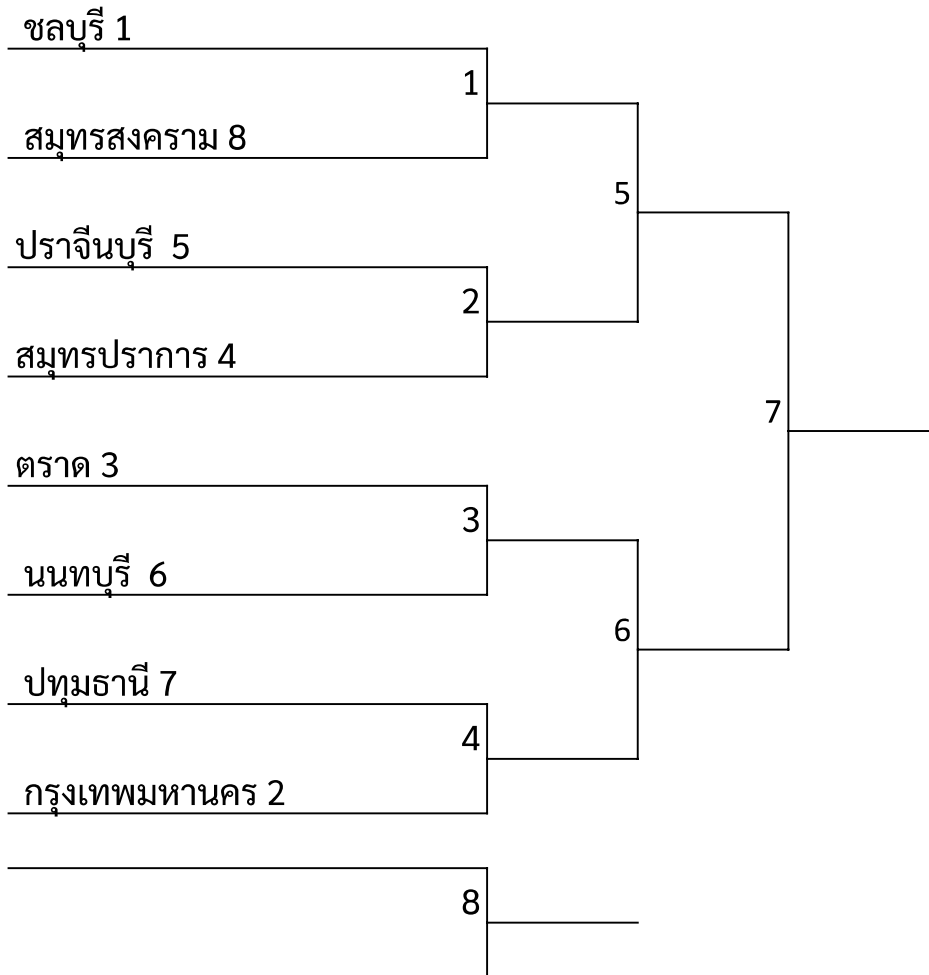 ชลบุรี 1
1
สมุทรสงคราม 8
5
ปราจีนบุรี  5
2
สมุทรปราการ 4
7
ตราด 3
3
นนทบุรี  6
6
ปทุมธานี 7
4
กรุงเทพมหานคร 2
8